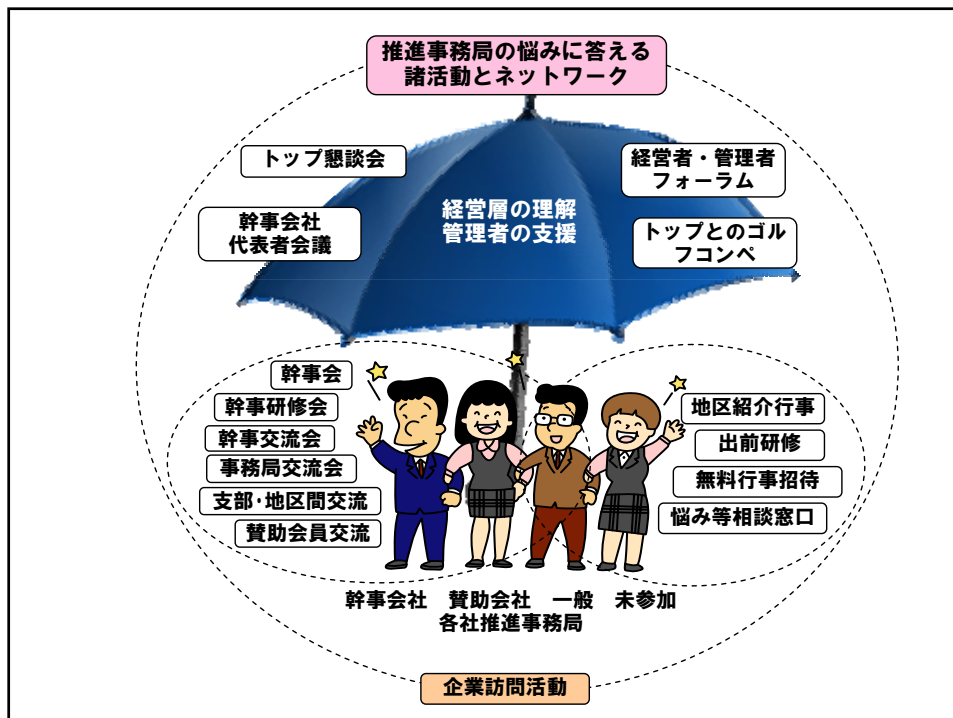 推進事務局の悩みに答える
諸活動とネットワーク
トップ懇談会
経営者・管理者
フォーラム
幹事会社
代表者会議
経営層の理解
管理者の支援
トップとのゴル
フコンペ
幹事会
幹事研修会
幹事交流会
事務局交流会
支部・地区間交流
賛助会員交流
地区紹介行事
出前研修
無料行事招待
悩み等相談窓口
幹事会社 賛助会社 一般 未参加
各社推進事務局
企業訪問活動